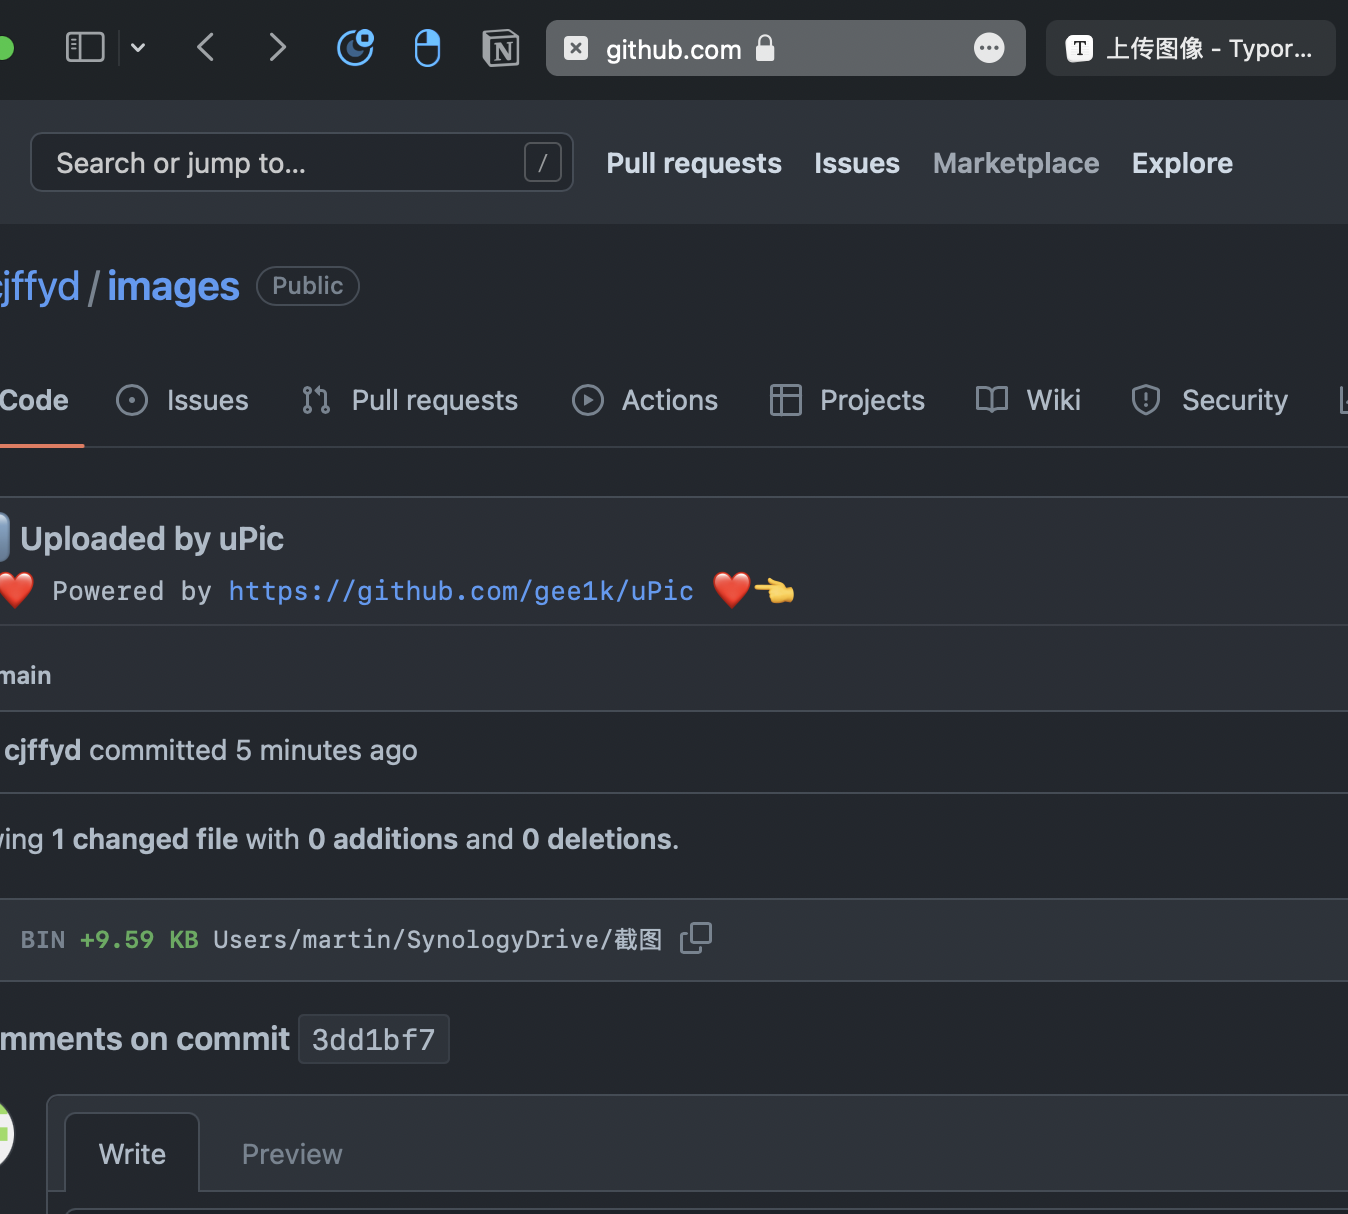 github.com
上传图像 - Typor...
Search or jump to... /
Pull requests Issues Marketplace Explore
cjffyd / images Public
Code Issues Pull requests Actions Projects Wiki Security
Uploaded by uPic
Powered by https://github.com/gee1k/uPic
main
cjffyd committed 5 minutes ago
ving 1 changed file with 0 additions and 0 deletions.
BIN +9.59 KB Users/martin/SynologyDrive/截图
mments on commit 3dd1bf7
Write Preview